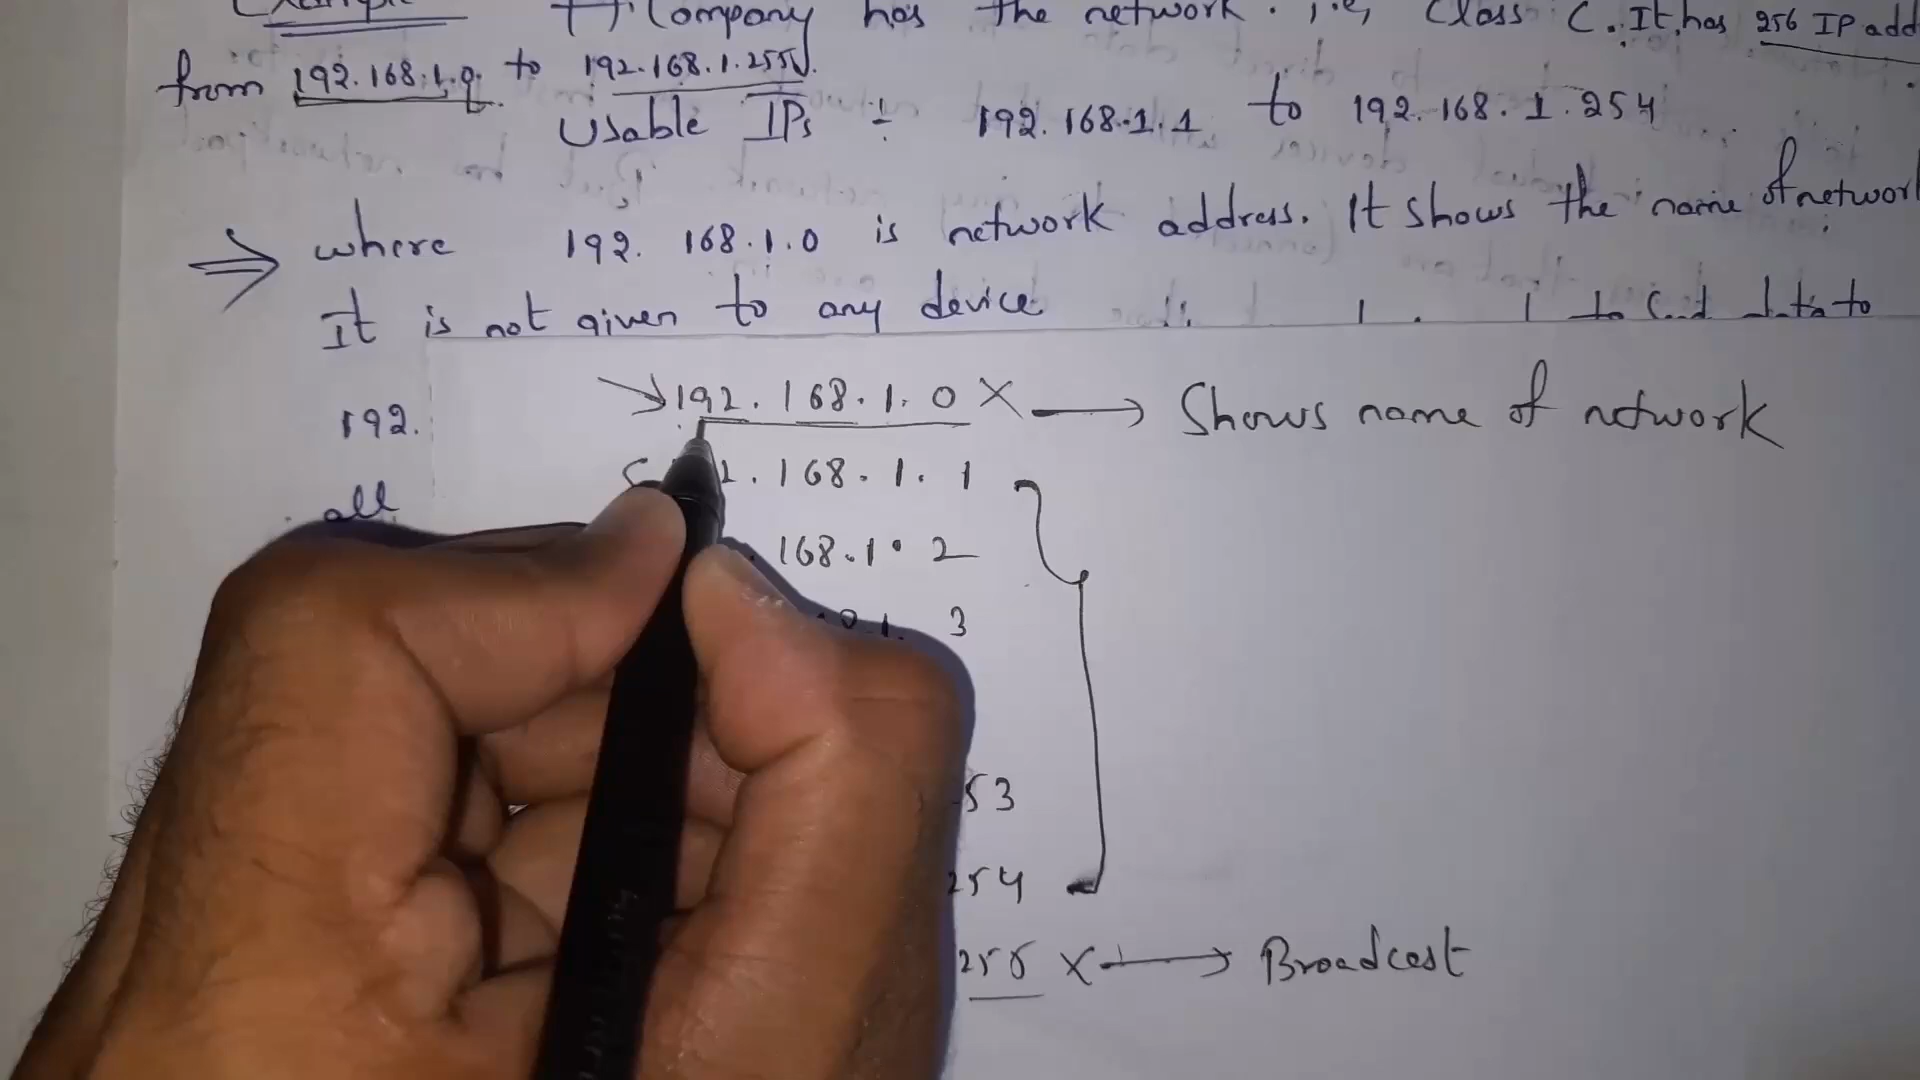 Example Company has the network. i.e, Class C. It has 256 IP add
from 192.168.1.0. to 192.168.1.255.
Usable IPs ÷ 192.168.1.1 to 192.168.1.254
where 192.168.1.0 is network address. It shows the name of networ
It is not given to any device
192.
all
192.168.1.0 X → Shows name of network
.168.1.1
168.1.2
1. 3
53
254
255 X → Broadcast